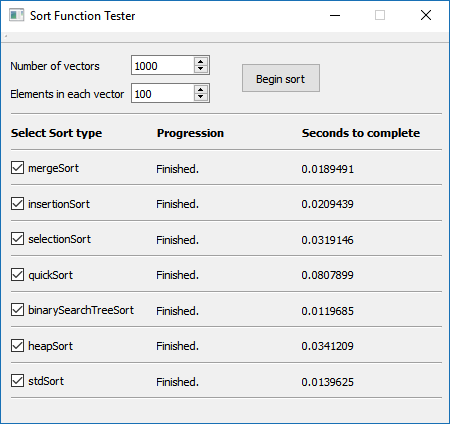 Sort Function Tester
Number of vectors 1000
Elements in each vector 100
Begin sort
Select Sort type Progression Seconds to complete
mergeSort Finished. 0.0189491
insertionSort Finished. 0.0209439
selectionSort Finished. 0.0319146
quickSort Finished. 0.0807899
binarySearchTreeSort Finished. 0.0119685
heapSort Finished. 0.0341209
stdSort Finished. 0.0139625